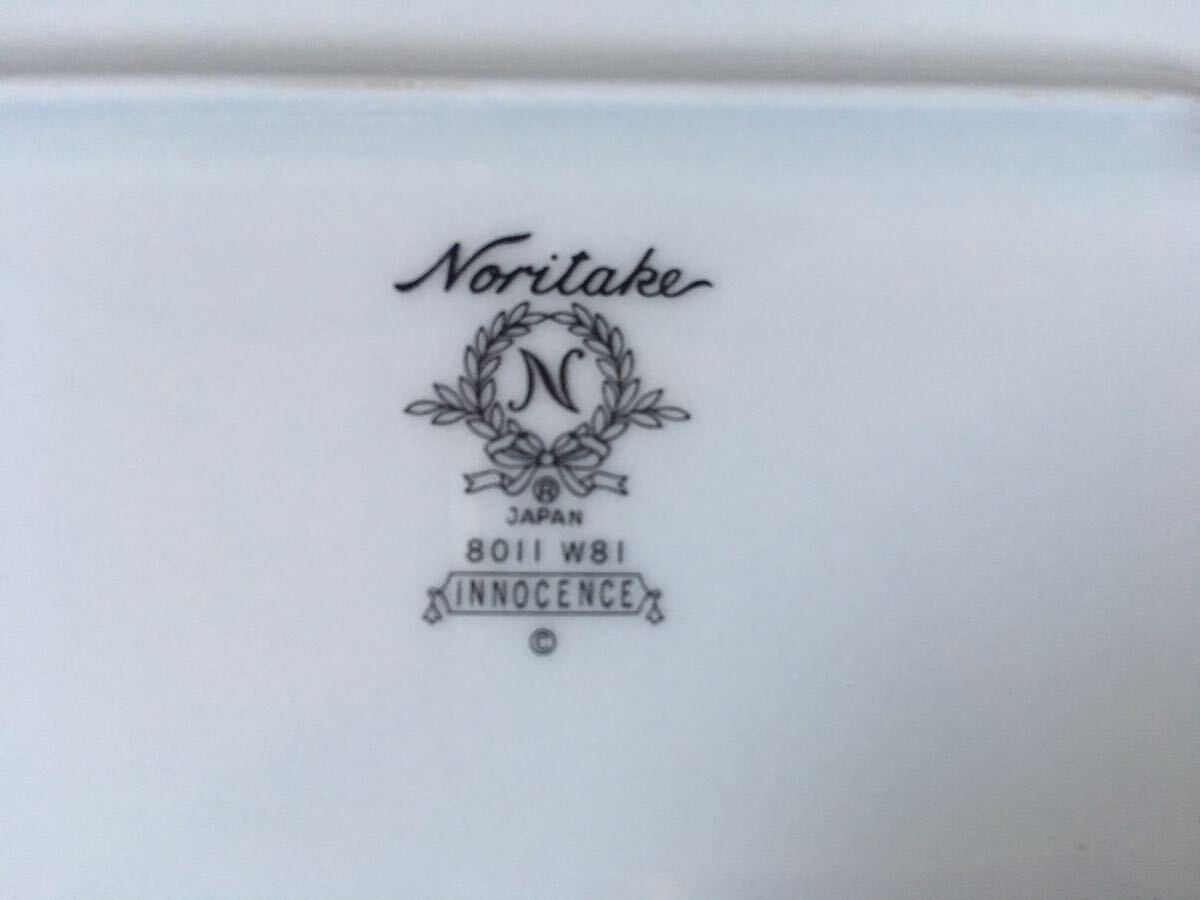 Noritake
N
®
JAPAN
8011 W81
INNOCENCE
©